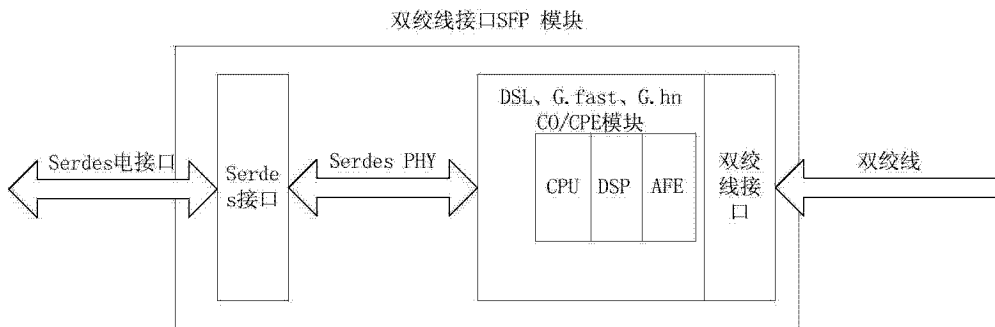 双绞线接口SFP 模块
DSL、G.fast、G.hn
CO/CPE模块
Serdes电接口
Serde
s接口
Serdes PHY
CPU
DSP
AFE
双绞
线接
口
双绞线